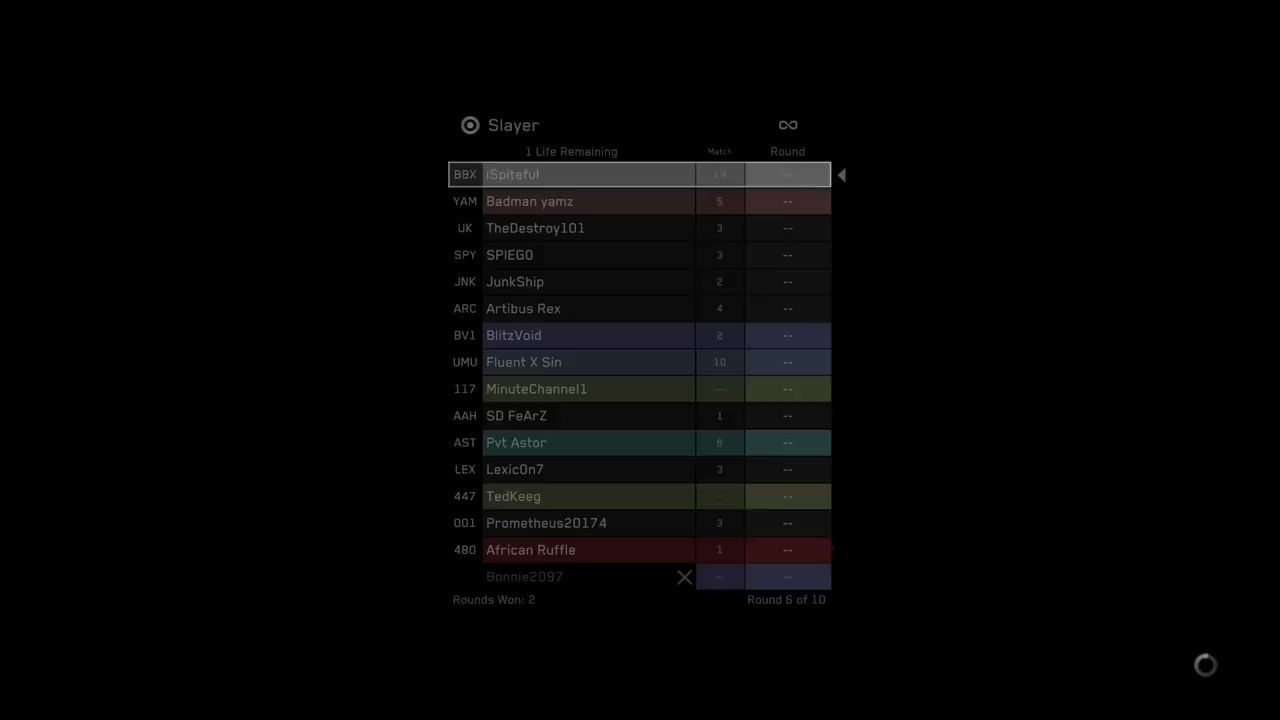 Slayer ∞
1 Life Remaining Match Round
BBX iSpiteful 19 --
YAM Badman yamz 5 --
UK TheDestroy101 3 --
SPY SPIEG0 3 --
JNK JunkShip 2 --
ARC Artibus Rex 4 --
BV1 BlitzVoid 2 --
UMU Fluent X Sin 10 --
117 MinuteChannel1 -- --
AAH SD FeArZ 1 --
AST Pvt Astor 8 --
LEX Lexic0n7 3 --
447 TedKeeg -- --
001 Prometheus20174 3 --
480 African Ruffle 1 --
Bonnie2097 -- --
Rounds Won: 2 Round 6 of 10